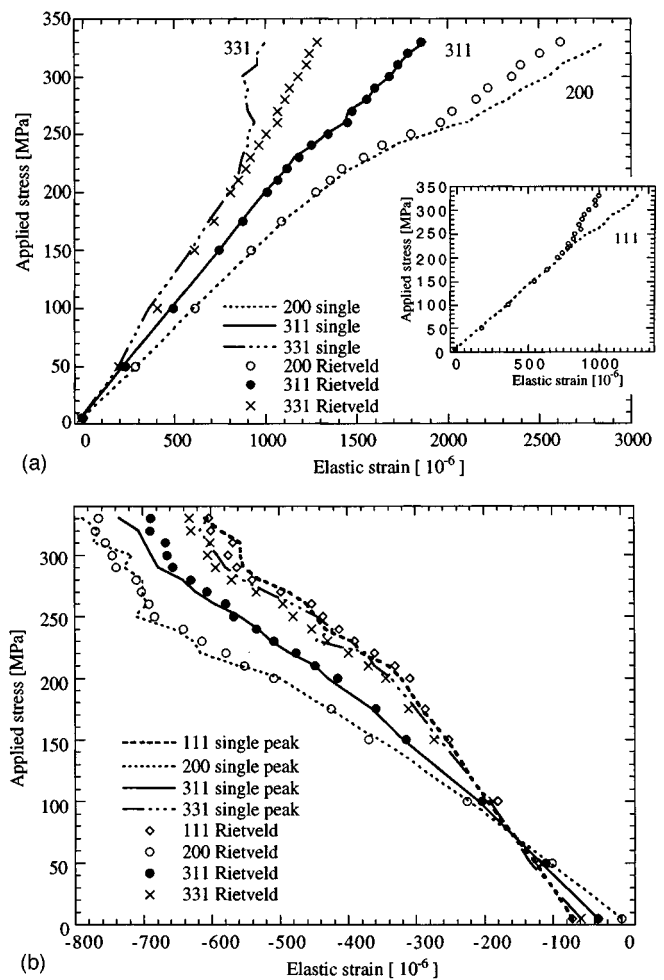 350
300
250
200
150
100
50
0
Applied stress [MPa]
331
311
200
200 single
311 single
331 single
200 Rietveld
311 Rietveld
331 Rietveld
350
300
250
200
150
100
50
0
Applied stress [MPa]
111
0 500 1000
Elastic strain [10-6]
0 500 1000 1500 2000 2500 3000
(a)
Elastic strain [ 10-6]
300
250
200
150
100
50
0
Applied stress [MPa]
111 single peak
200 single peak
311 single peak
331 single peak
111 Rietveld
200 Rietveld
311 Rietveld
331 Rietveld
-800 -700 -600 -500 -400 -300 -200 -100 0
(b)
Elastic strain [ 10-6]